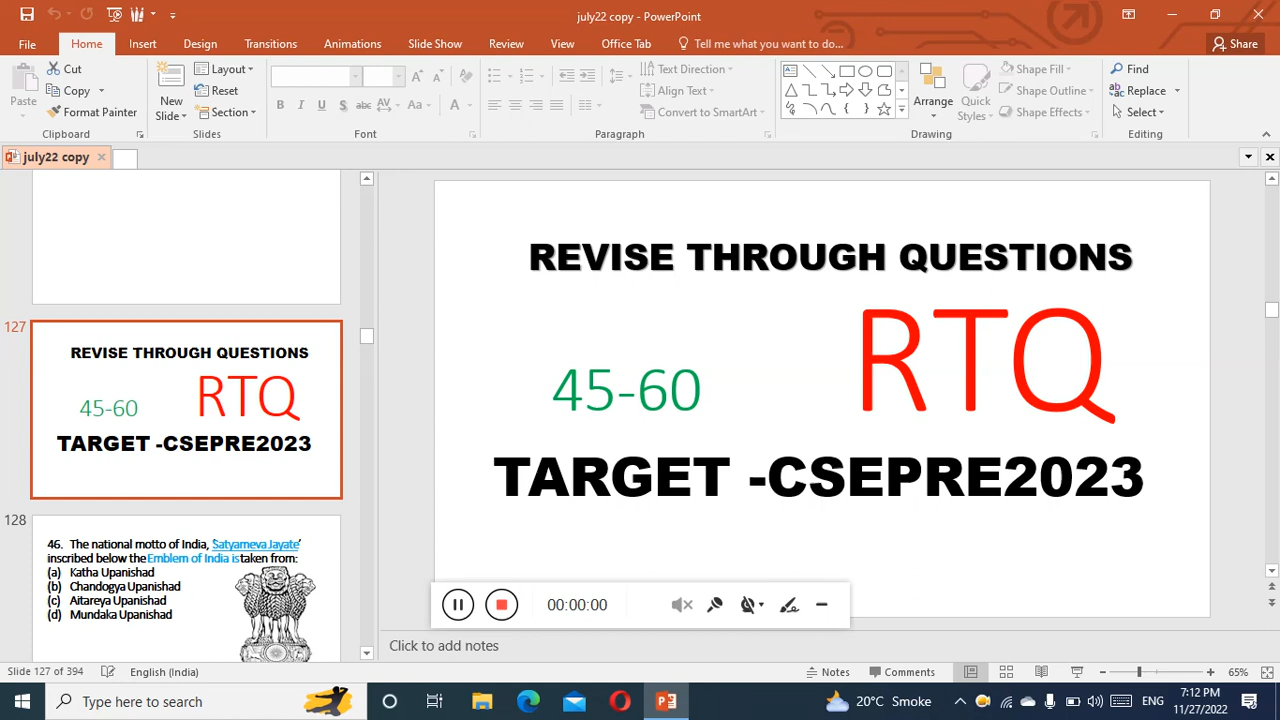 july22 copy - PowerPoint
File Home Insert Design Transitions Animations Slide Show Review View Office Tab Tell me what you want to do... Share
Paste
Cut
Copy
Format Painter
Clipboard
New
Slide
Layout
Reset
Section
Slides
B I U S abc AV Aa A
Font
Text Direction
Align Text
Convert to SmartArt
Paragraph
Arrange
Quick
Styles
Shape Fill
Shape Outline
Shape Effects
Drawing
Find
Replace
Select
Editing
july22 copy
127
REVISE THROUGH QUESTIONS
45-60 RTQ
TARGET -CSEPRE2023
128
46. The national motto of India, 'Satyameva Jayate'
inscribed below the Emblem of India is taken from:
(a) Katha Upanishad
(b) Chandogya Upanishad
(c) Aitareya Upanishad
(d) Mundaka Upanishad
REVISE THROUGH QUESTIONS
RTQ
45-60
TARGET -CSEPRE2023
00:00:00
Click to add notes
Slide 127 of 394 English (India) Notes Comments 65%
Type here to search
20°C Smoke
ENG
7:12 PM
11/27/2022